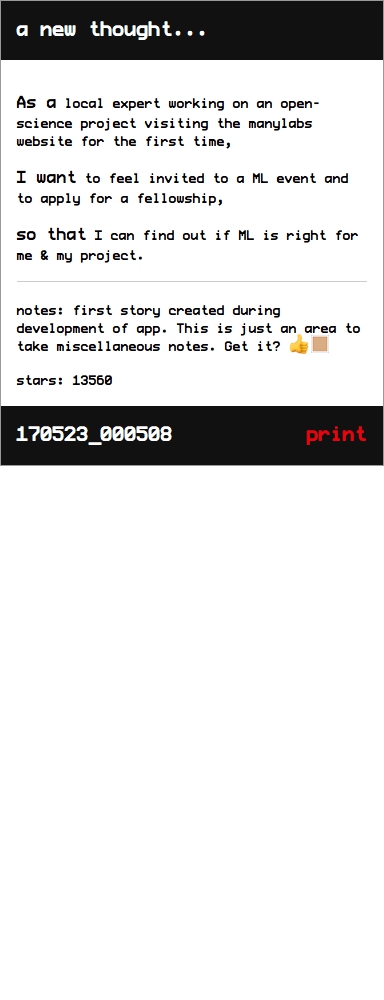 a new thought...
As a local expert working on an open-
science project visiting the manylabs
website for the first time,
I want to feel invited to a ML event and
to apply for a fellowship,
so that I can find out if ML is right for
me & my project.
notes: first story created during
development of app. This is just an area to
take miscellaneous notes. Get it? 👍🏽
stars: 13560
170523_000508
print